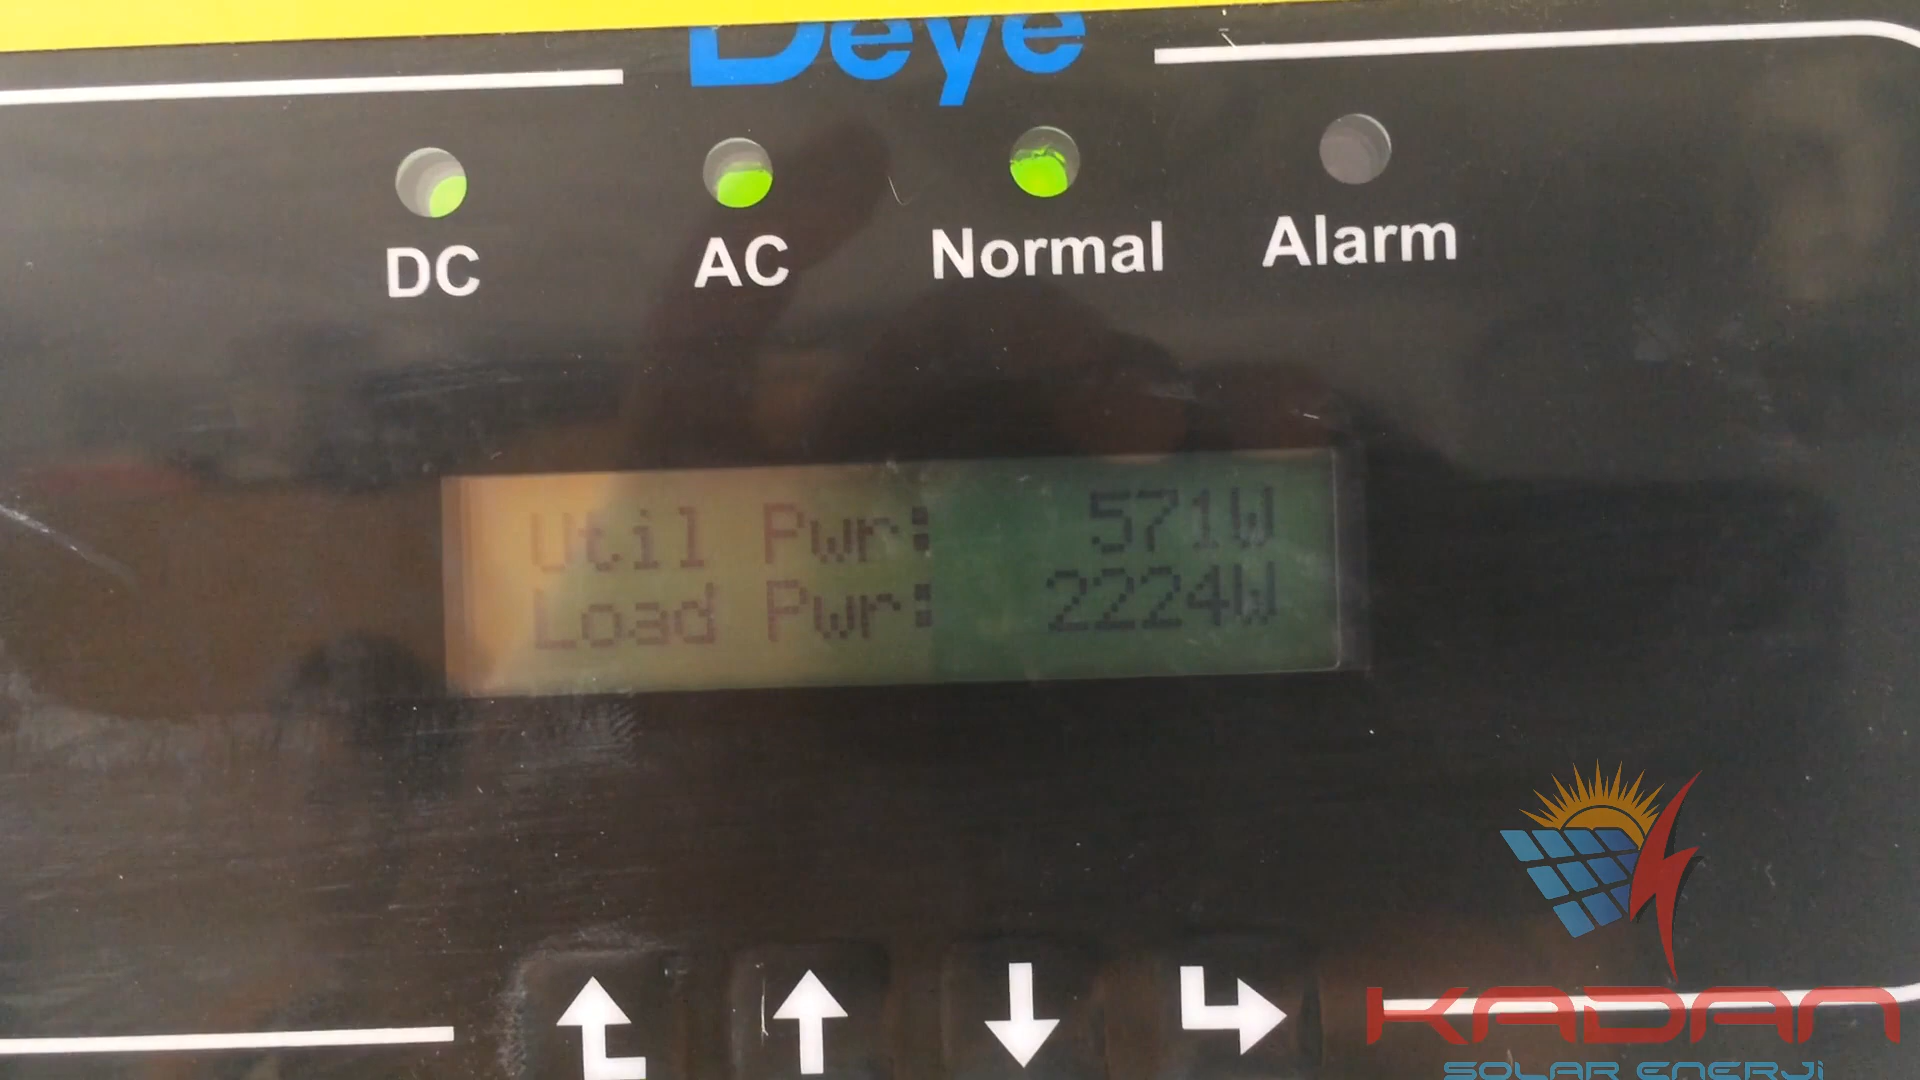 Deye
DC AC Normal Alarm
Util Pwr: 571W
Load Pwr: 2224W
KADAN
SOLAR ENERJi